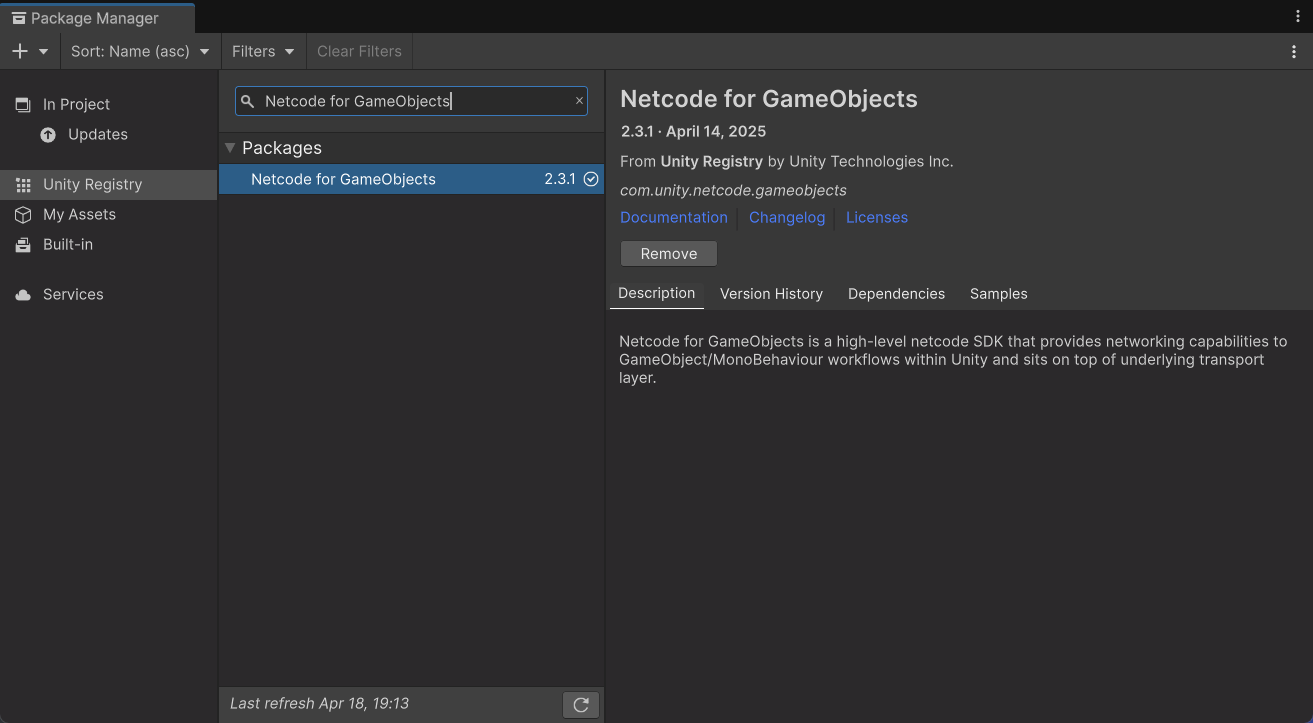 Package Manager
Sort: Name (asc)
Filters
Clear Filters
In Project
Updates
Unity Registry
My Assets
Built-in
Services
Netcode for GameObjects
Packages
Netcode for GameObjects 2.3.1
Last refresh Apr 18, 19:13
Netcode for GameObjects
2.3.1 · April 14, 2025
From Unity Registry by Unity Technologies Inc.
com.unity.netcode.gameobjects
Documentation Changelog Licenses
Remove
Description Version History Dependencies Samples
Netcode for GameObjects is a high-level netcode SDK that provides networking capabilities to
GameObject/MonoBehaviour workflows within Unity and sits on top of underlying transport
layer.